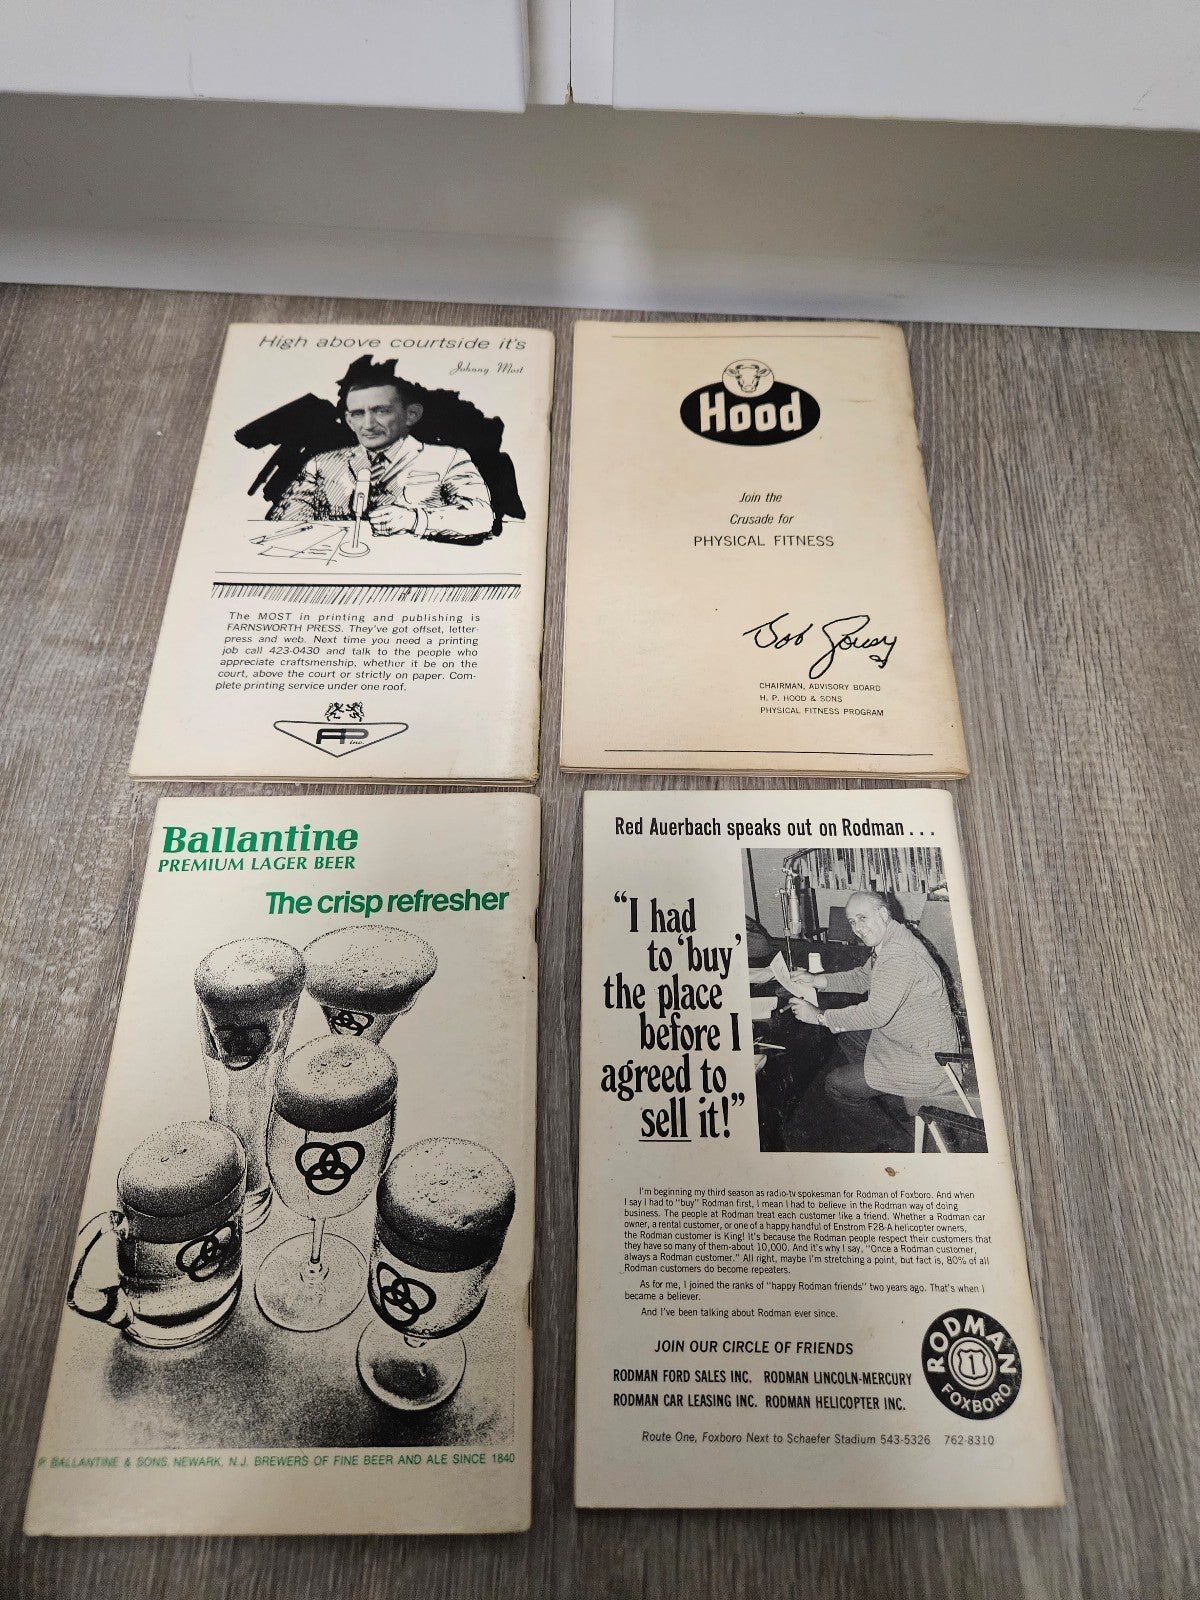 High above courtside it's
Johnny Most
The MOST in printing and publishing is
FARNSWORTH PRESS. They've got offset, letter-
press and web. Next time you need a printing
job call 423-0430 and talk to the people who
appreciate craftsmenship, whether it be on the
court, above the court or strictly on paper. Com-
plete printing service under one roof.
FP
inc.
Hood
Join the
Crusade for
PHYSICAL FITNESS
Bob Cousy
CHAIRMAN, ADVISORY BOARD
H. P. HOOD & SONS
PHYSICAL FITNESS PROGRAM
Ballantine
PREMIUM LAGER BEER
The crisp refresher
P. BALLANTINE & SONS, NEWARK, N.J. BREWERS OF FINE BEER AND ALE SINCE 1840
Red Auerbach speaks out on Rodman . . .
"I had
to 'buy'
the place
before I
agreed to
sell it!"
I'm beginning my third season as radio-tv spokesman for Rodman of Foxboro. And when
I say I had to "buy" Rodman first, I mean I had to believe in the Rodman way of doing
business. The people at Rodman treat each customer like a friend. Whether a Rodman car
owner, a rental customer, or one of a happy handful of Enstrom F28-A helicopter owners,
the Rodman customer is King! It's because the Rodman people respect their customers that
they have so many of them-about 10,000. And it's why I say, "Once a Rodman customer,
always a Rodman customer." All right, maybe I'm stretching a point, but fact is, 80% of all
Rodman customers do become repeaters.
As for me, I joined the ranks of "happy Rodman friends" two years ago. That's when I
became a believer.
And I've been talking about Rodman ever since.
JOIN OUR CIRCLE OF FRIENDS
RODMAN FORD SALES INC. RODMAN LINCOLN-MERCURY
RODMAN CAR LEASING INC. RODMAN HELICOPTER INC.
RODMAN
1
FOXBORO
Route One, Foxboro Next to Schaefer Stadium 543-5326 762-8310